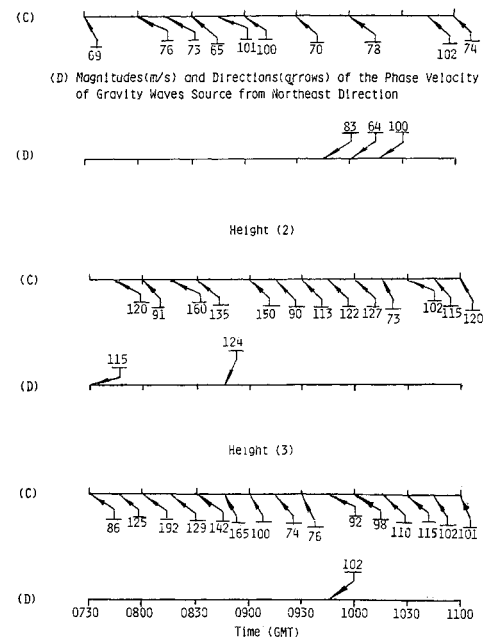 (C)
69 76 73 65 101 100 70 78 102 74
(D) Magnitudes(m/s) and Directions(arrows) of the Phase Velocity
of Gravity Waves Source from Northeast Direction
83 64 100
(D)
Height (2)
(C)
120 91 160 135 150 90 113 122 127 73 102 115 120
115 124
(D)
Height (3)
(C)
86 125 192 129 142 165 100 74 76 92 98 110 115 102 101
102
(D)
0730 0800 0830 0900 0930 1000 1030 1100
Time (GMT)